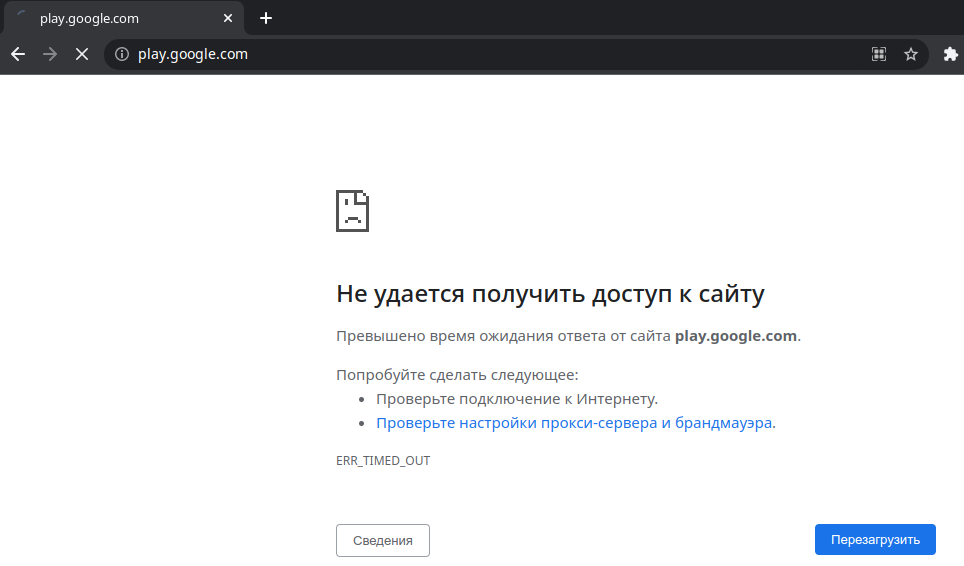 play.google.com
play.google.com
Не удается получить доступ к сайту
Превышено время ожидания ответа от сайта play.google.com.
Попробуйте сделать следующее:
Проверьте подключение к Интернету.
Проверьте настройки прокси-сервера и брандмауэра.
ERR_TIMED_OUT
Сведения
Перезагрузить